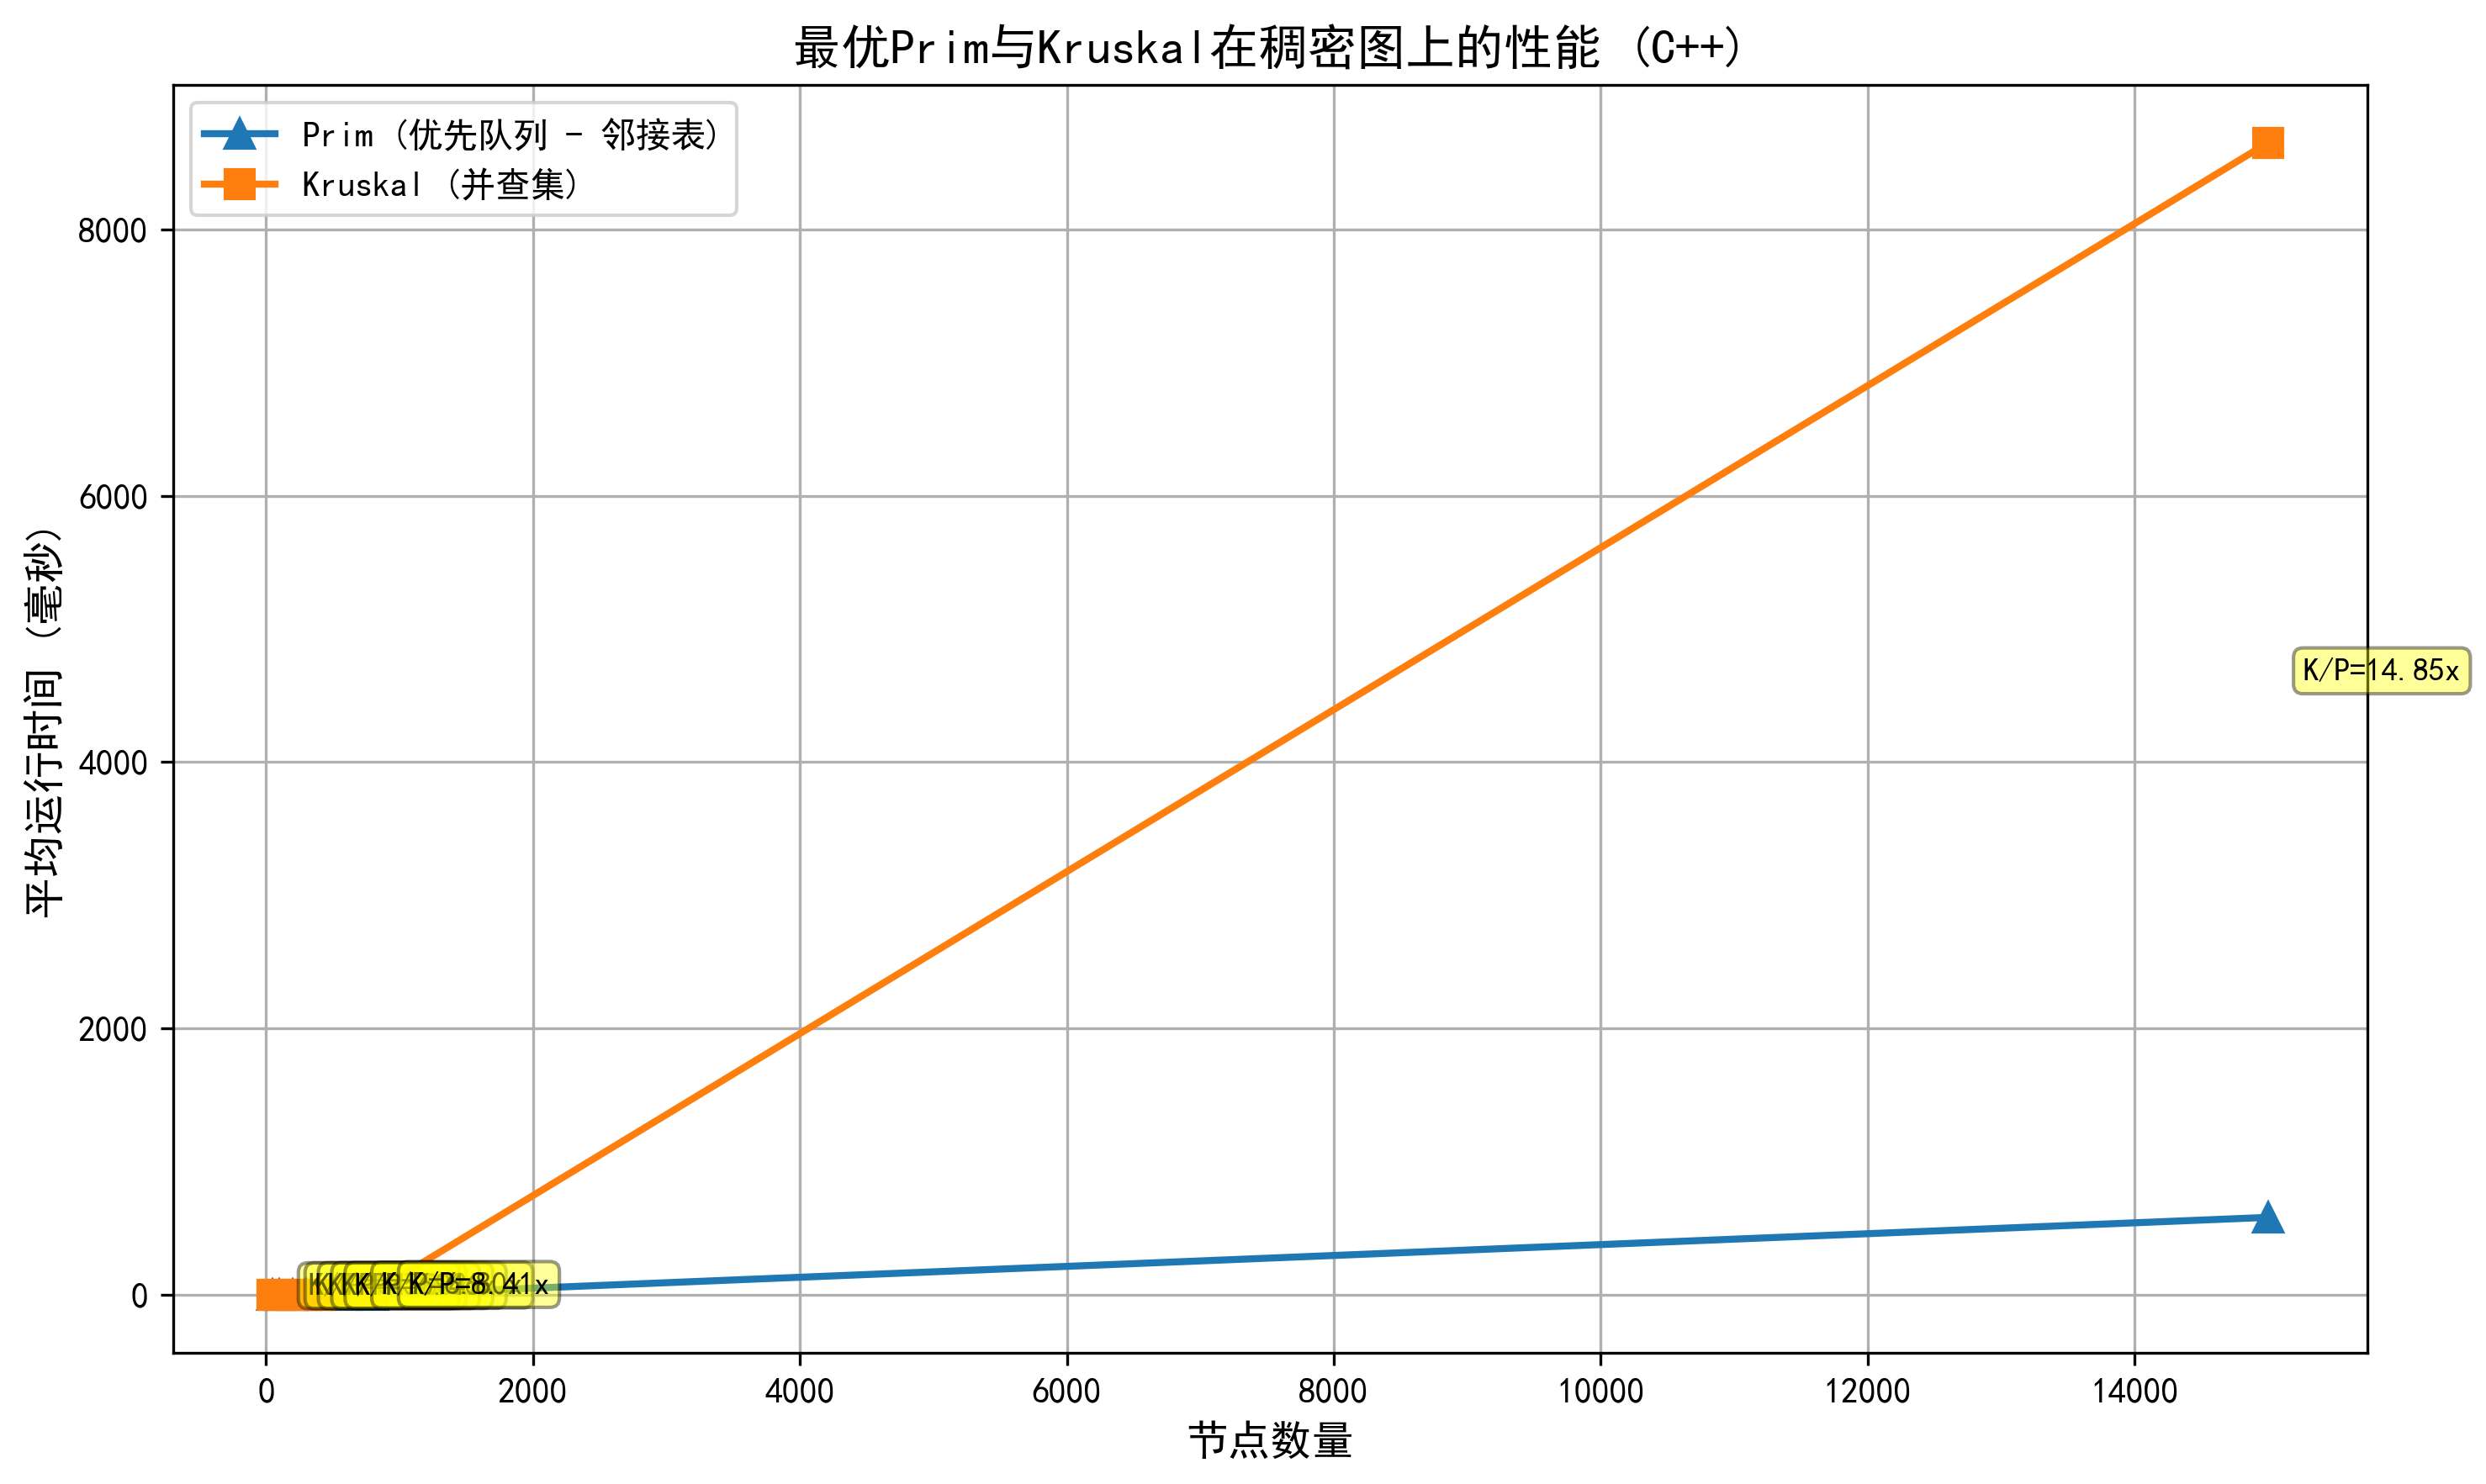 最优Prim与Kruskal在稠密图上的性能 (C++)
Prim (优先队列 - 邻接表)
Kruskal (并查集)
平均运行时间 (毫秒)
8000
6000
4000
2000
0
K/P=14.85x
K/P=8.41x
0 2000 4000 6000 8000 10000 12000 14000
节点数量